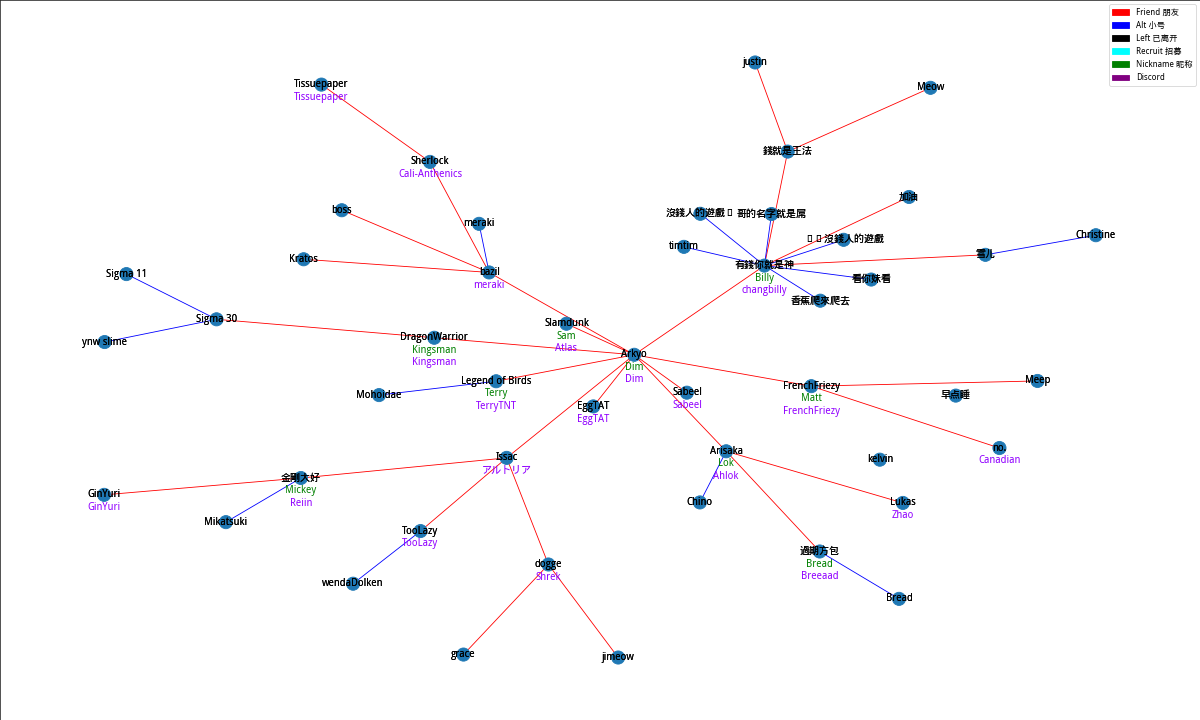 Friend 朋友
Alt 小号
Left 已离开
Recruit 招募
Nickname 昵称
Discord
justin
Tissuepaper
Tissuepaper
Meow
錢就是王法
Sherlock
Cali-Anthenics
加油
boss
沒錢人的遊戲
哥的名字就是屌
meraki
Christine
沒錢人的遊戲
timtim
雲儿
Kratos
有錢你就是神
Billy
changbilly
Sigma 11
bazil
meraki
看你妹看
香蕉爬來爬去
Sigma 30
Slamdunk
Sam
Atlas
DragonWarrior
Kingsman
Kingsman
ynw slime
Arkyo
Dim
Dim
Legend of Birds
Terry
TerryTNT
Meep
FrenchFriezy
Matt
FrenchFriezy
Sabeel
Sabeel
Mohoidae
早点睡
EggTAT
EggTAT
no.
Canadian
Arisaka
Lok
Ahlok
Issac
アルトリア
kelvin
金剛大好
Mickey
Reiin
GinYuri
GinYuri
Chino
Lukas
Zhao
Mikatsuki
TooLazy
TooLazy
過期方包
Bread
Breeaad
dogge
Shrek
wendaDolken
Bread
grace
jimeow